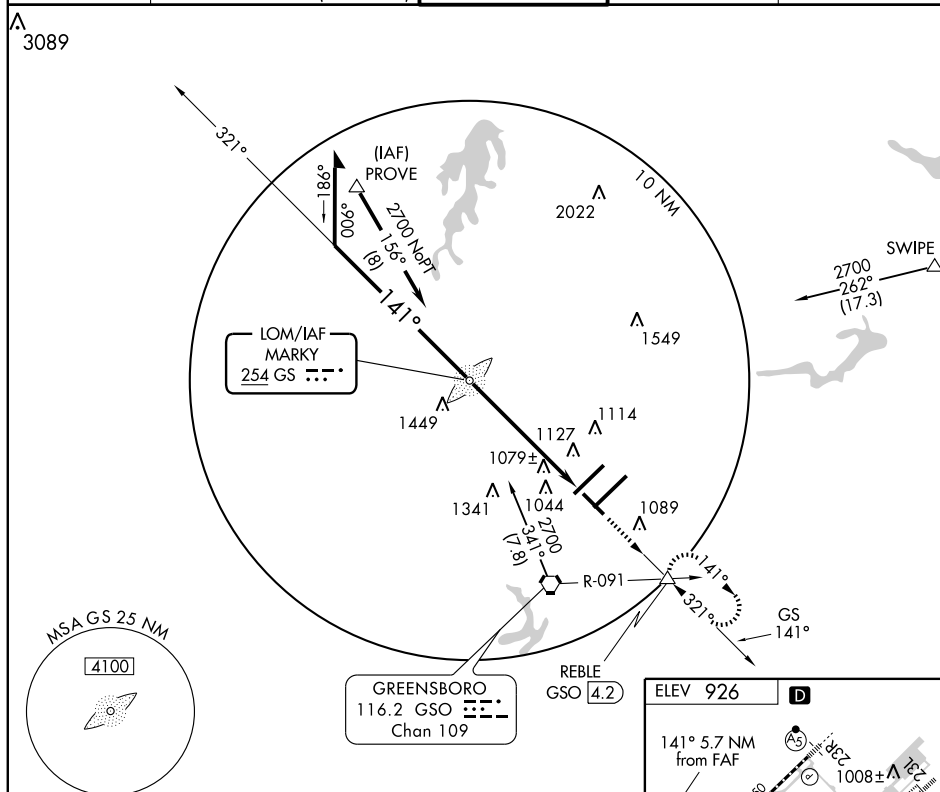 3089
321°
186°
006°
(IAF)
PROVE
2700 NoPT
156°
(8)
141°
10 NM
2022
SWIPE
2700
262°
(17.3)
LOM/IAF
MARKY
254 GS
1549
1449
1114
1127
1079±
1044
1341
1089
2700
341°
(7.8)
R-091
141°
321°
GS
141°
MSA GS 25 NM
4100
GREENSBORO
116.2 GSO
Chan 109
REBLE
GSO 4.2
ELEV 926
D
141° 5.7 NM
from FAF
A5
23R
P
1008±
23L